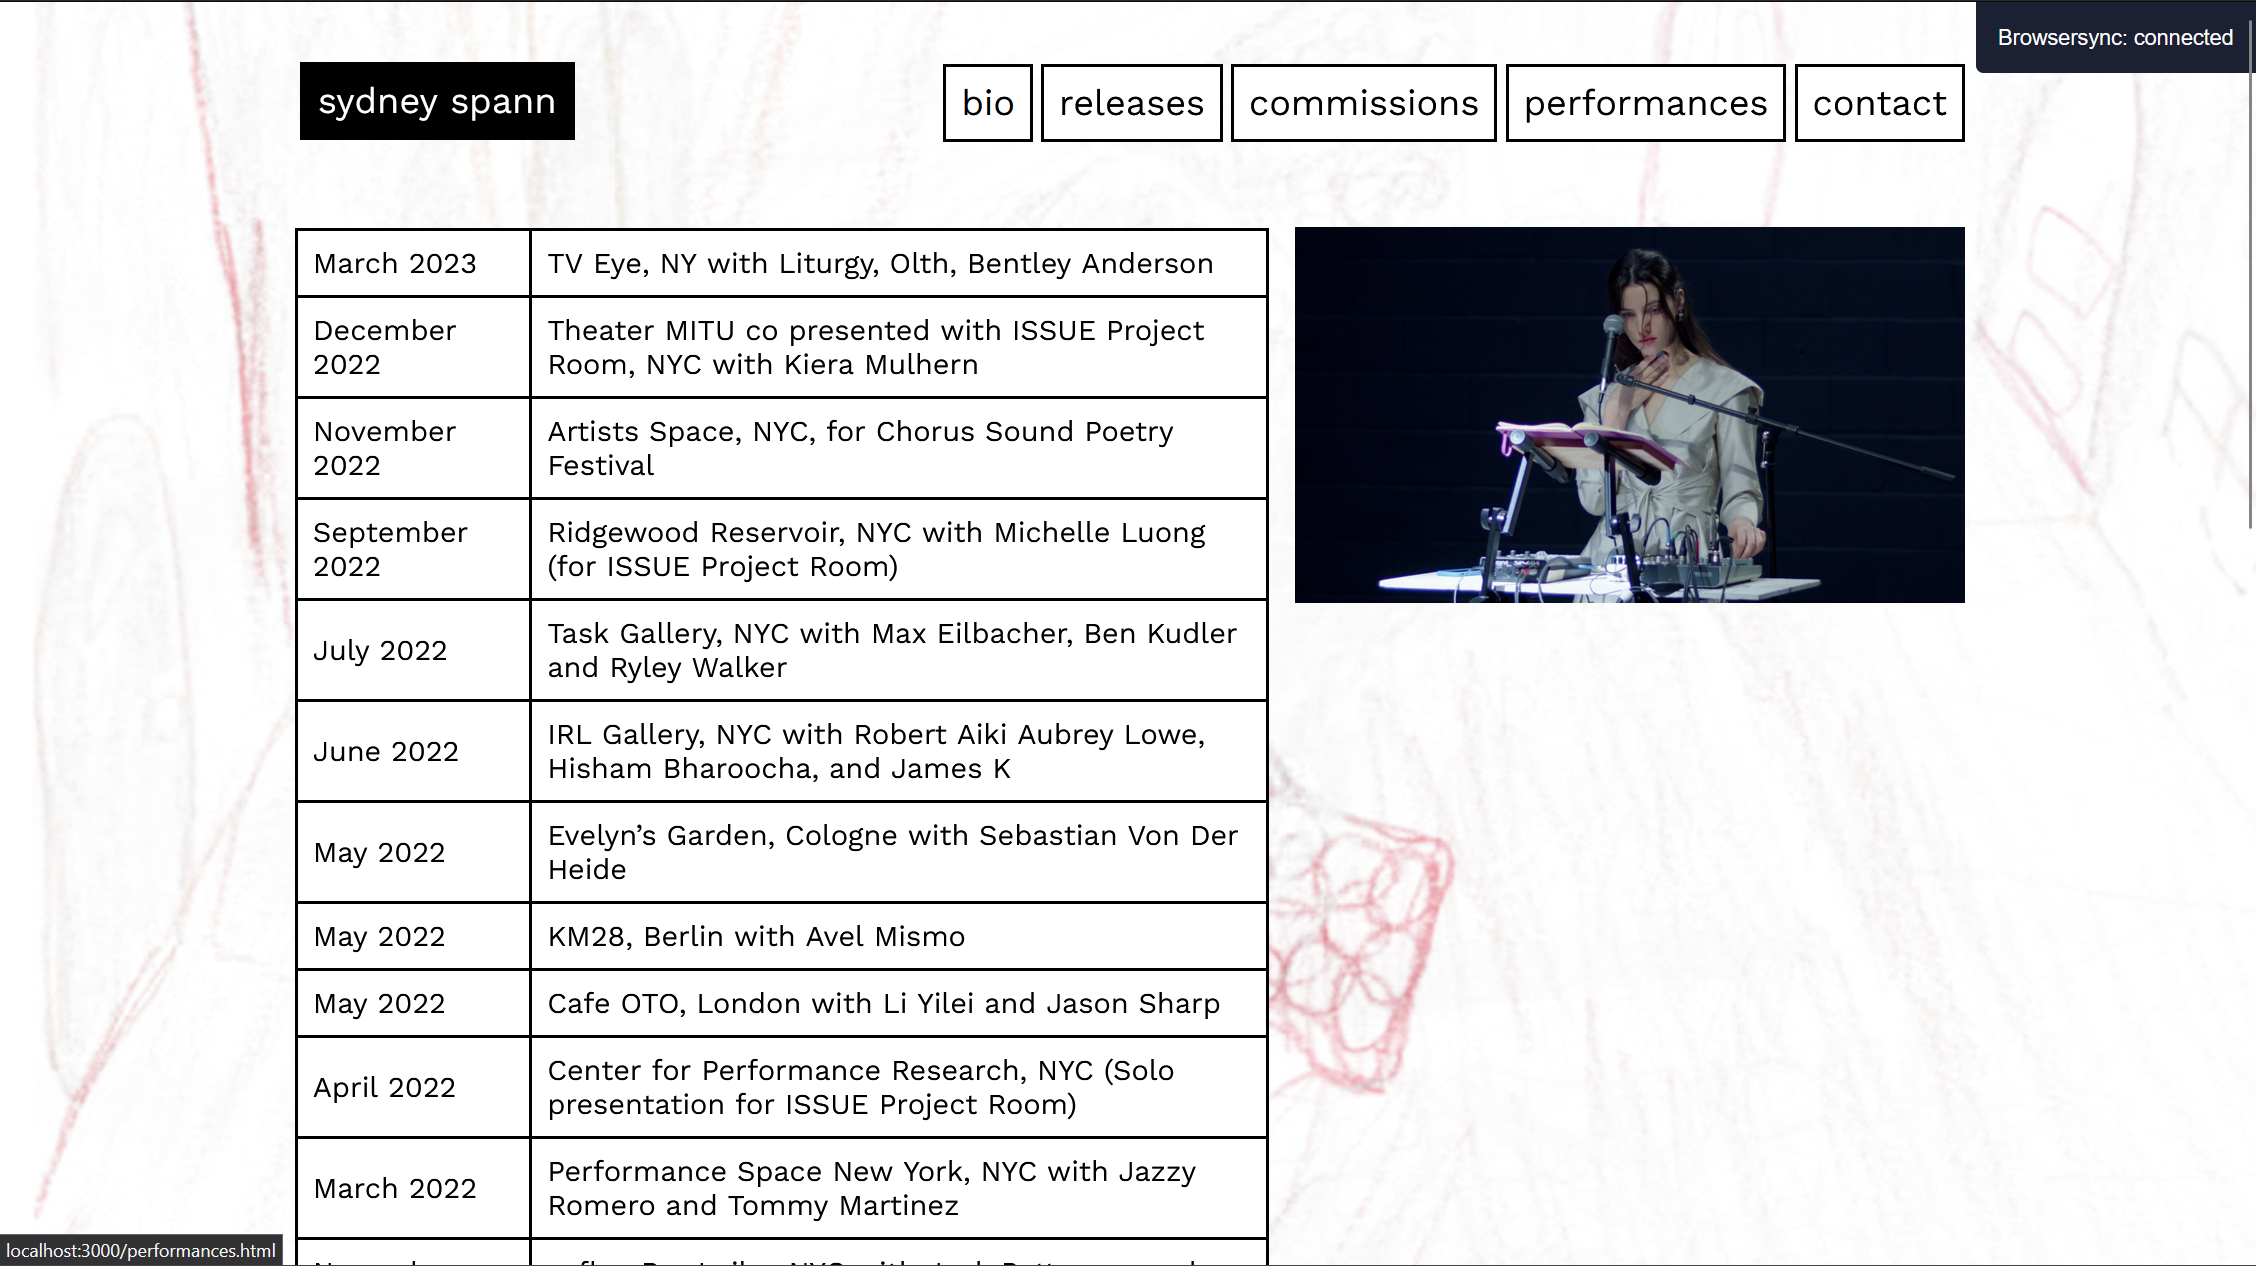 Browsersync: connected
sydney spann
bio
releases
commissions
performances
contact
March 2023
TV Eye, NY with Liturgy, Olth, Bentley Anderson
December
2022
Theater MITU co presented with ISSUE Project
Room, NYC with Kiera Mulhern
November
2022
Artists Space, NYC, for Chorus Sound Poetry
Festival
September
2022
Ridgewood Reservoir, NYC with Michelle Luong
(for ISSUE Project Room)
July 2022
Task Gallery, NYC with Max Eilbacher, Ben Kudler
and Ryley Walker
June 2022
IRL Gallery, NYC with Robert Aiki Aubrey Lowe,
Hisham Bharoocha, and James K
May 2022
Evelyn’s Garden, Cologne with Sebastian Von Der
Heide
May 2022
KM28, Berlin with Avel Mismo
May 2022
Cafe OTO, London with Li Yilei and Jason Sharp
April 2022
Center for Performance Research, NYC (Solo
presentation for ISSUE Project Room)
March 2022
Performance Space New York, NYC with Jazzy
Romero and Tommy Martinez
localhost:3000/performances.html